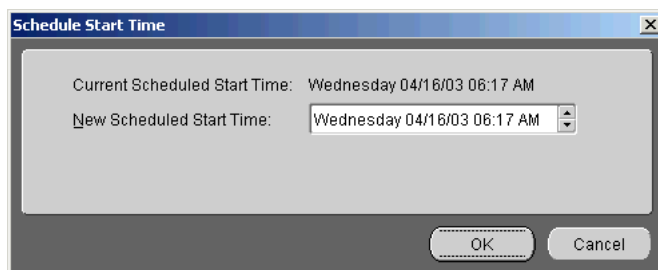 Schedule Start Time
Current Scheduled Start Time: Wednesday 04/16/03 06:17 AM
New Scheduled Start Time: Wednesday 04/16/03 06:17 AM
OK Cancel